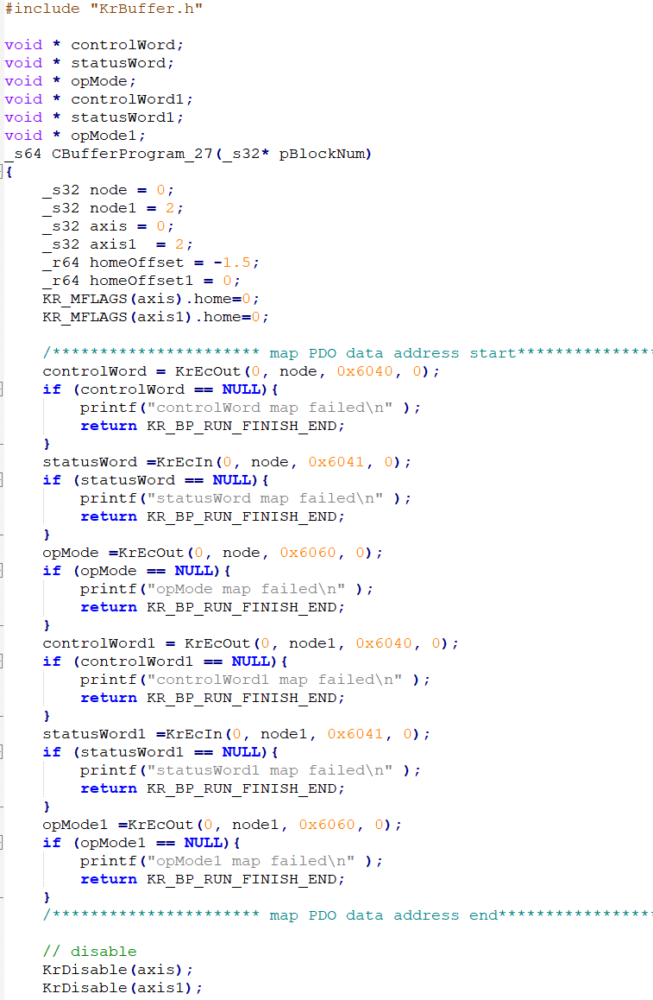 #include "KrBuffer.h"

void * controlWord;
void * statusWord;
void * opMode;
void * controlWord1;
void * statusWord1;
void * opMode1;
_s64 CBufferProgram_27(_s32* pBlockNum)
{
    _s32 node = 0;
    _s32 node1 = 2;
    _s32 axis = 0;
    _s32 axis1  = 2;
    _r64 homeOffset = -1.5;
    _r64 homeOffset1 = 0;
    KR_MFLAGS(axis).home=0;
    KR_MFLAGS(axis1).home=0;

    /********************** map PDO data address start***************
    controlWord = KrEcOut(0, node, 0x6040, 0);
    if (controlWord == NULL){
        printf("controlWord map failed\n" );
        return KR_BP_RUN_FINISH_END;
    }
    statusWord =KrEcIn(0, node, 0x6041, 0);
    if (statusWord == NULL){
        printf("statusWord map failed\n" );
        return KR_BP_RUN_FINISH_END;
    }
    opMode =KrEcOut(0, node, 0x6060, 0);
    if (opMode == NULL){
        printf("opMode map failed\n" );
        return KR_BP_RUN_FINISH_END;
    }
    controlWord1 = KrEcOut(0, node1, 0x6040, 0);
    if (controlWord1 == NULL){
        printf("controlWord1 map failed\n" );
        return KR_BP_RUN_FINISH_END;
    }
    statusWord1 =KrEcIn(0, node1, 0x6041, 0);
    if (statusWord1 == NULL){
        printf("statusWord1 map failed\n" );
        return KR_BP_RUN_FINISH_END;
    }
    opMode1 =KrEcOut(0, node1, 0x6060, 0);
    if (opMode1 == NULL){
        printf("opMode1 map failed\n" );
        return KR_BP_RUN_FINISH_END;
    }
    /********************** map PDO data address end*****************

    // disable
    KrDisable(axis);
    KrDisable(axis1);